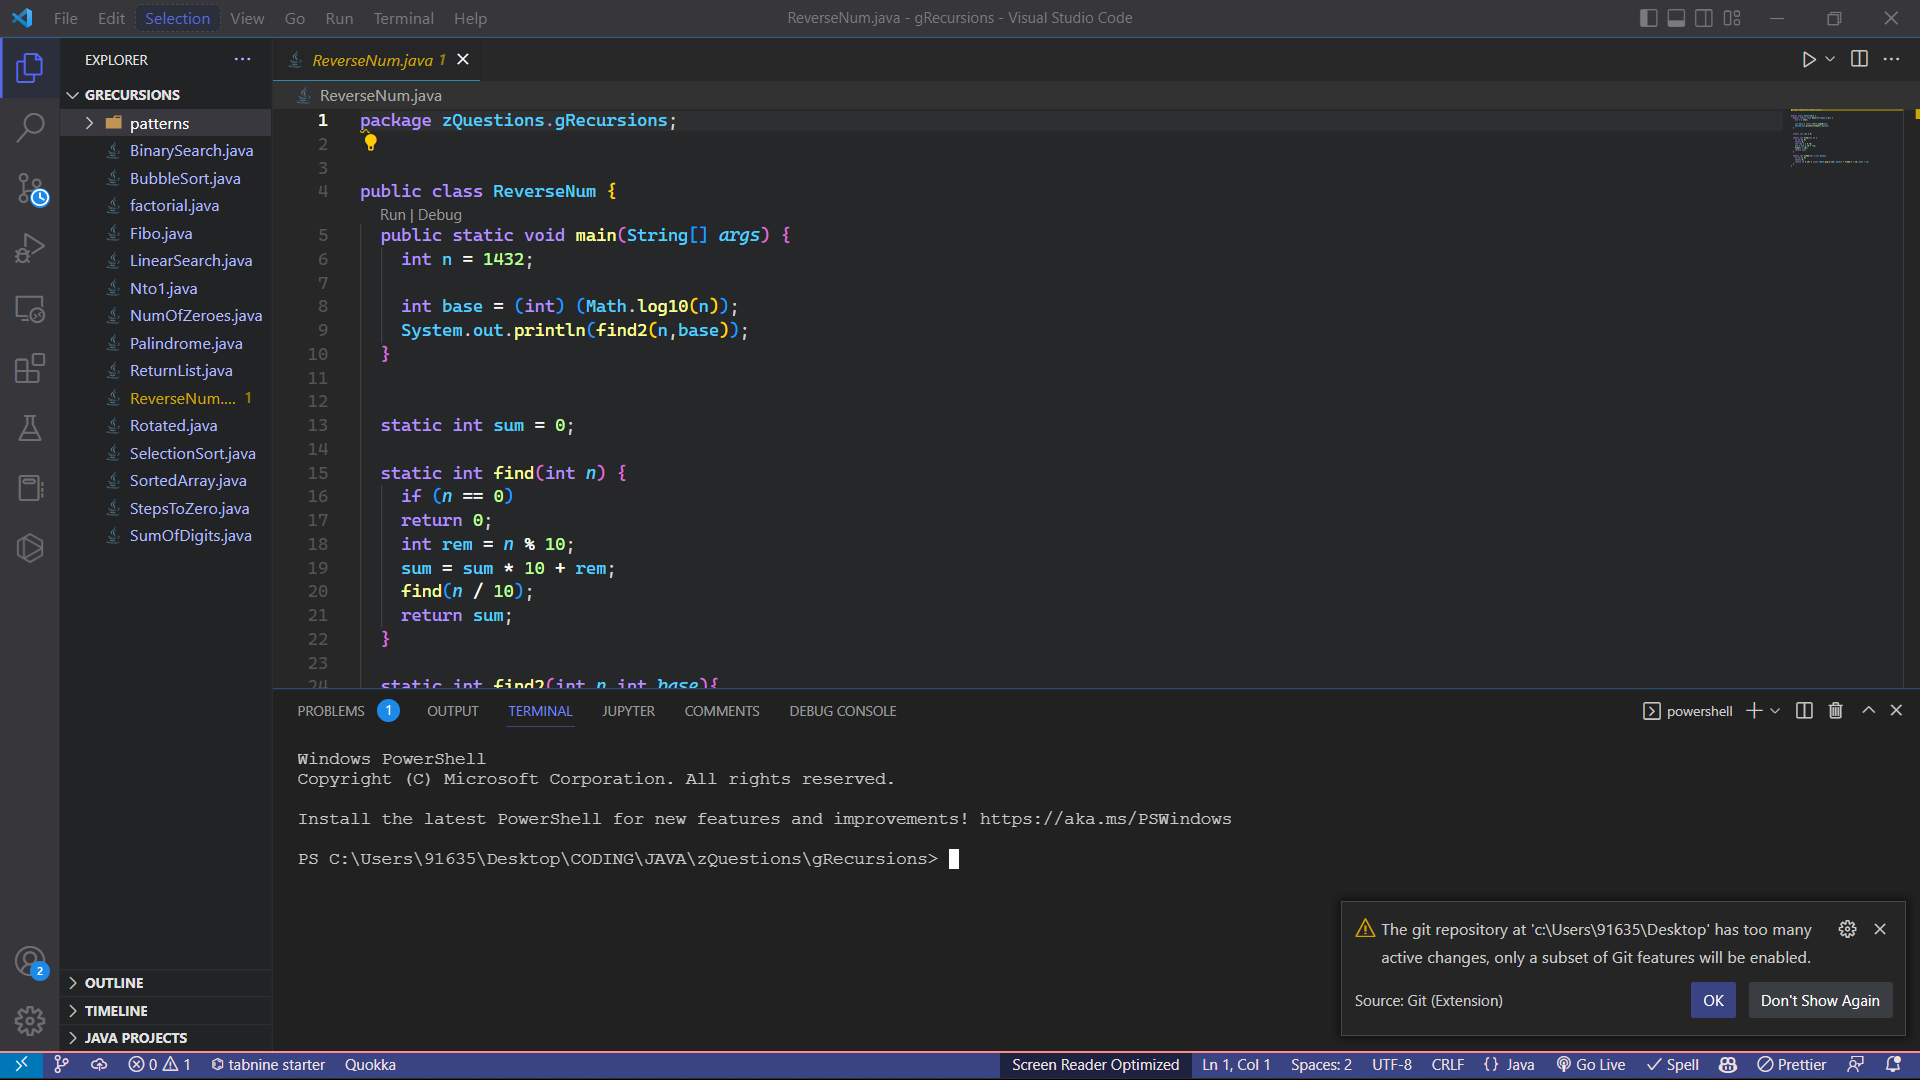 File Edit Selection View Go Run Terminal Help
ReverseNum.java - gRecursions - Visual Studio Code
EXPLORER
GRECURSIONS
patterns
BinarySearch.java
BubbleSort.java
factorial.java
Fibo.java
LinearSearch.java
Nto1.java
NumOfZeroes.java
Palindrome.java
ReturnList.java
ReverseNum.... 1
Rotated.java
SelectionSort.java
SortedArray.java
StepsToZero.java
SumOfDigits.java
OUTLINE
TIMELINE
JAVA PROJECTS
2
ReverseNum.java 1
ReverseNum.java
1 package zQuestions.gRecursions;
2
3
4 public class ReverseNum {
Run | Debug
5 public static void main(String[] args) {
6 int n = 1432;
7
8 int base = (int) (Math.log10(n));
9 System.out.println(find2(n,base));
10 }
11
12
13 static int sum = 0;
14
15 static int find(int n) {
16 if (n == 0)
17 return 0;
18 int rem = n % 10;
19 sum = sum * 10 + rem;
20 find(n / 10);
21 return sum;
22 }
23
24 static int find2(int n,int base){
PROBLEMS 1 OUTPUT TERMINAL JUPYTER COMMENTS DEBUG CONSOLE
powershell
Windows PowerShell
Copyright (C) Microsoft Corporation. All rights reserved.
Install the latest PowerShell for new features and improvements! https://aka.ms/PSWindows
PS C:\Users\91635\Desktop\CODING\JAVA\zQuestions\gRecursions>
The git repository at 'c:\Users\91635\Desktop' has too many
active changes, only a subset of Git features will be enabled.
Source: Git (Extension)
OK
Don't Show Again
0 1 tabnine starter Quokka
Screen Reader Optimized Ln 1, Col 1 Spaces: 2 UTF-8 CRLF {} Java Go Live Spell Prettier